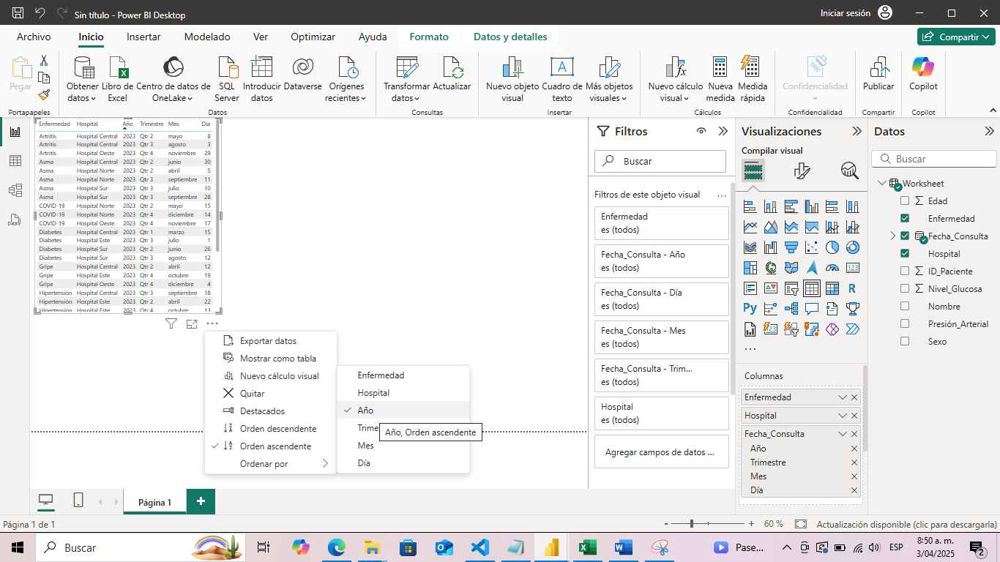 Sin título - Power BI Desktop
Iniciar sesión
Archivo Inicio Insertar Modelado Ver Optimizar Ayuda Formato Datos y detalles
Compartir
Pegar
Portapapeles
Obtener datos
Libro de Excel
Centro de datos de OneLake
SQL Server
Introducir datos
Dataverse
Orígenes recientes
Datos
Transformar datos
Actualizar
Consultas
Nuevo objeto visual
Cuadro de texto
Más objetos visuales
Insertar
Nuevo cálculo visual
Nueva medida
Medida rápida
Cálculos
Confidencialidad
Confidencialidad
Publicar
Compartir
Copilot
Copilot
Enfermedad Hospital Año Trimestre Mes Día
Artritis Hospital Central 2023 Qtr 2 mayo 8
Artritis Hospital Central 2023 Qtr 3 agosto 3
Artritis Hospital Oeste 2023 Qtr 4 noviembre 29
Asma Hospital Central 2023 Qtr 2 junio 30
Asma Hospital Norte 2023 Qtr 2 abril 5
Asma Hospital Norte 2023 Qtr 3 septiembre 11
Asma Hospital Sur 2023 Qtr 3 julio 10
Asma Hospital Sur 2023 Qtr 3 septiembre 28
COVID-19 Hospital Norte 2023 Qtr 2 mayo 15
COVID-19 Hospital Norte 2023 Qtr 4 diciembre 14
COVID-19 Hospital Oeste 2023 Qtr 4 noviembre 17
Diabetes Hospital Central 2023 Qtr 1 marzo 15
Diabetes Hospital Este 2023 Qtr 3 julio 1
Diabetes Hospital Sur 2023 Qtr 2 junio 26
Diabetes Hospital Sur 2023 Qtr 3 agosto 12
Gripe Hospital Central 2023 Qtr 2 abril 12
Gripe Hospital Este 2023 Qtr 4 octubre 19
Gripe Hospital Oeste 2023 Qtr 4 diciembre 4
Hipertensión Hospital Central 2023 Qtr 3 septiembre 18
Hipertensión Hospital Este 2023 Qtr 2 abril 22
Hipertensión Hospital Este 2023 Qtr 4 octubre 13
Exportar datos
Mostrar como tabla
Nuevo cálculo visual
Quitar
Destacados
Orden descendente
Orden ascendente
Ordenar por
Enfermedad
Hospital
Año
Trime
Mes
Día
Año, Orden ascendente
Filtros
Buscar
Filtros de este objeto visual
Enfermedad
es (todos)
Fecha_Consulta - Año
es (todos)
Fecha_Consulta - Día
es (todos)
Fecha_Consulta - Mes
es (todos)
Fecha_Consulta - Trim...
es (todos)
Hospital
es (todos)
Agregar campos de datos ...
Visualizaciones
Compilar visual
123
R
Py
123
Columnas
Enfermedad
Hospital
Fecha_Consulta
Año
Trimestre
Mes
Día
Datos
Buscar
Worksheet
Edad
Enfermedad
Fecha_Consulta
Hospital
ID_Paciente
Nivel_Glucosa
Nombre
Presión_Arterial
Sexo
Página 1
Página 1 de 1
60 %
Actualización disponible (clic para descargarla)
Buscar
Pase...
ESP
8:50 a. m.
3/04/2025
2